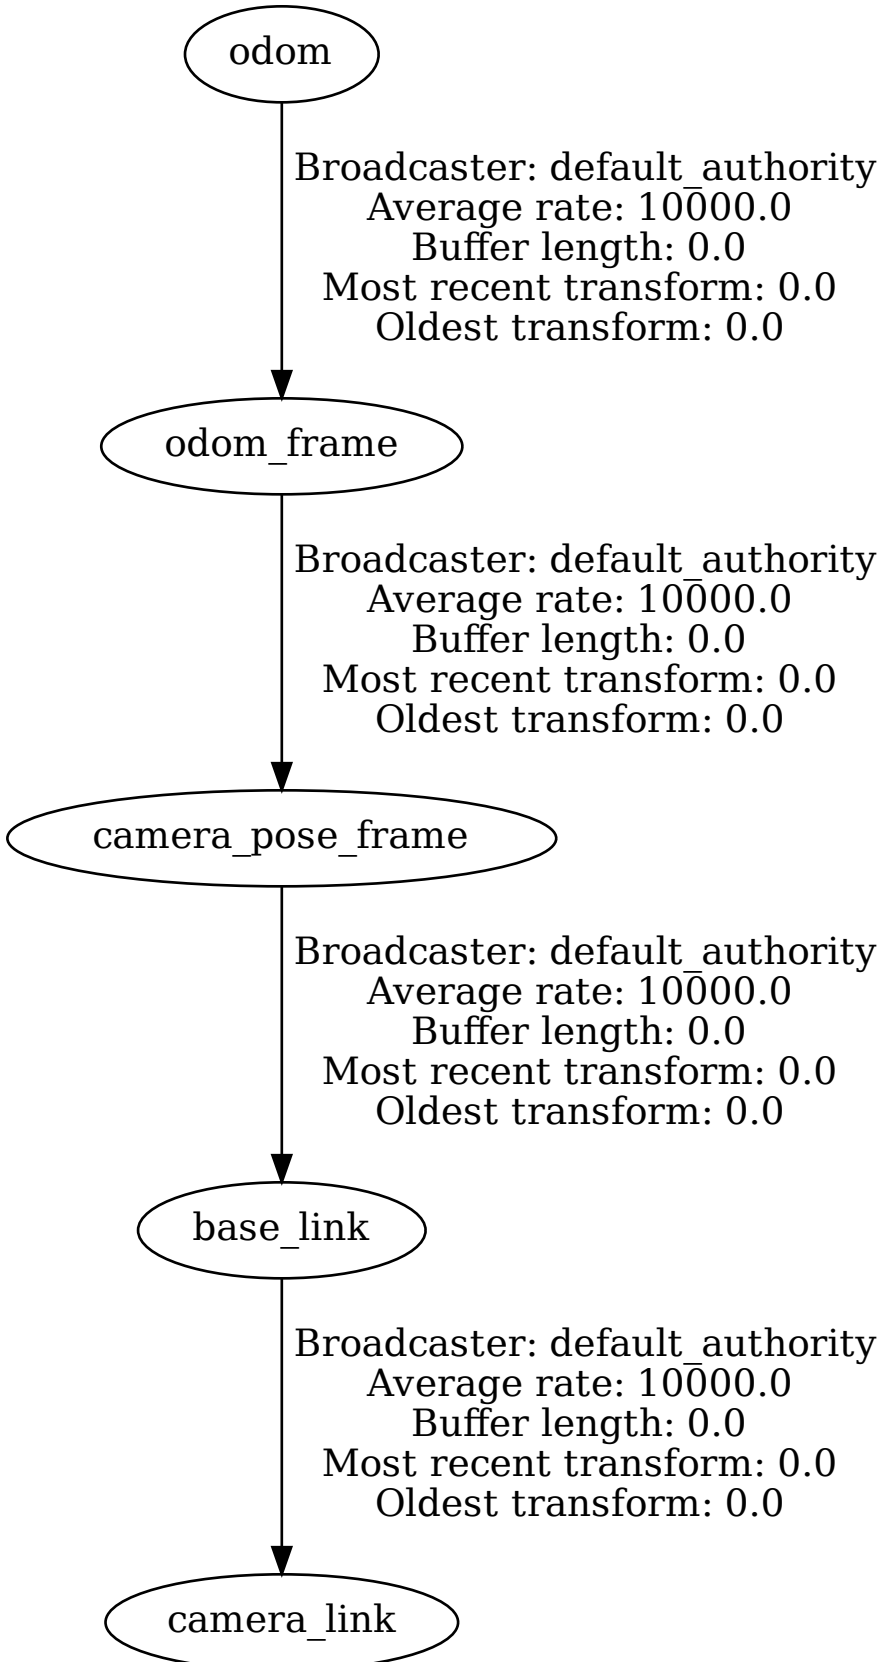 odom
Broadcaster: default_authority
Average rate: 10000.0
Buffer length: 0.0
Most recent transform: 0.0
Oldest transform: 0.0
odom_frame
Broadcaster: default_authority
Average rate: 10000.0
Buffer length: 0.0
Most recent transform: 0.0
Oldest transform: 0.0
camera_pose_frame
Broadcaster: default_authority
Average rate: 10000.0
Buffer length: 0.0
Most recent transform: 0.0
Oldest transform: 0.0
base_link
Broadcaster: default_authority
Average rate: 10000.0
Buffer length: 0.0
Most recent transform: 0.0
Oldest transform: 0.0
camera_link